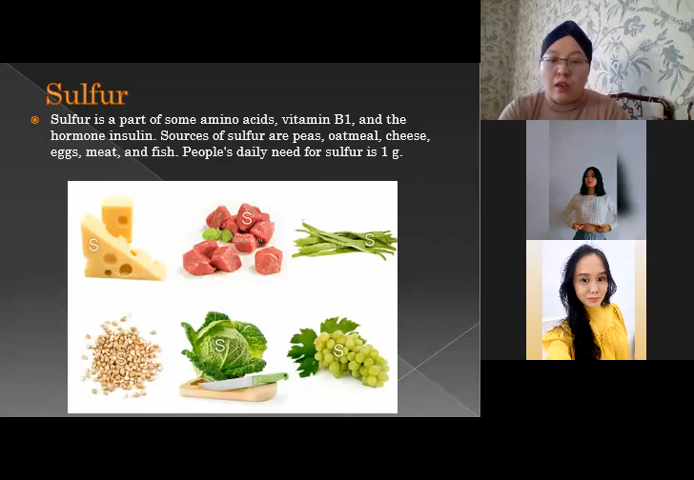 Sulfur
Sulfur is a part of some amino acids, vitamin B1, and the
hormone insulin. Sources of sulfur are peas, oatmeal, cheese,
eggs, meat, and fish. People's daily need for sulfur is 1 g.
S
S
S
S
S
S